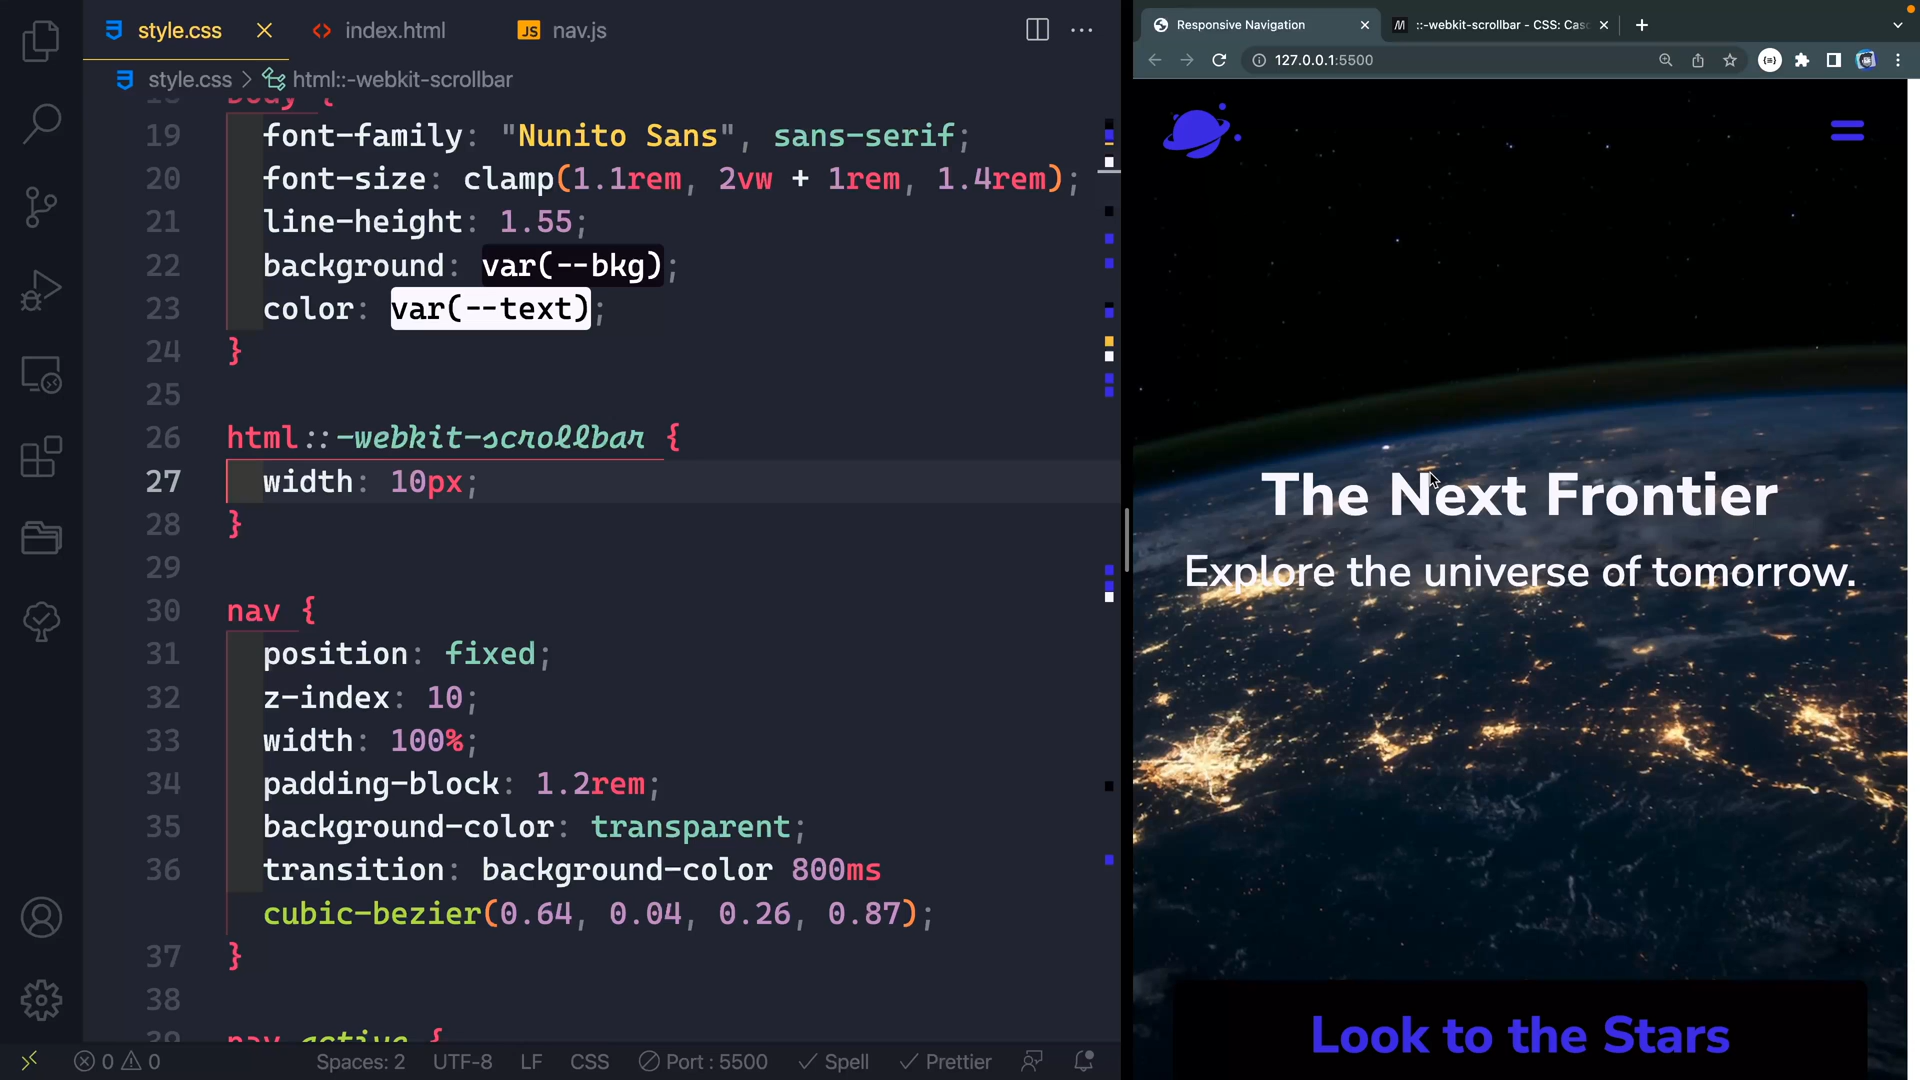 style.css
index.html
JS nav.js
style.css > html::-webkit-scrollbar
body {
19 font-family: "Nunito Sans", sans-serif;
20 font-size: clamp(1.1rem, 2vw + 1rem, 1.4rem);
21 line-height: 1.55;
22 background: var(--bkg);
23 color: var(--text);
24 }
25
26 html::-webkit-scrollbar {
27 width: 10px;
28 }
29
30 nav {
31 position: fixed;
32 z-index: 10;
33 width: 100%;
34 padding-block: 1.2rem;
35 background-color: transparent;
36 transition: background-color 800ms
cubic-bezier(0.64, 0.04, 0.26, 0.87);
37 }
38
0 0
Spaces: 2
UTF-8
LF
CSS
Port : 5500
Spell
Prettier
Responsive Navigation
::-webkit-scrollbar - CSS: Casc
127.0.0.1:5500
The Next Frontier
Explore the universe of tomorrow.
Look to the Stars